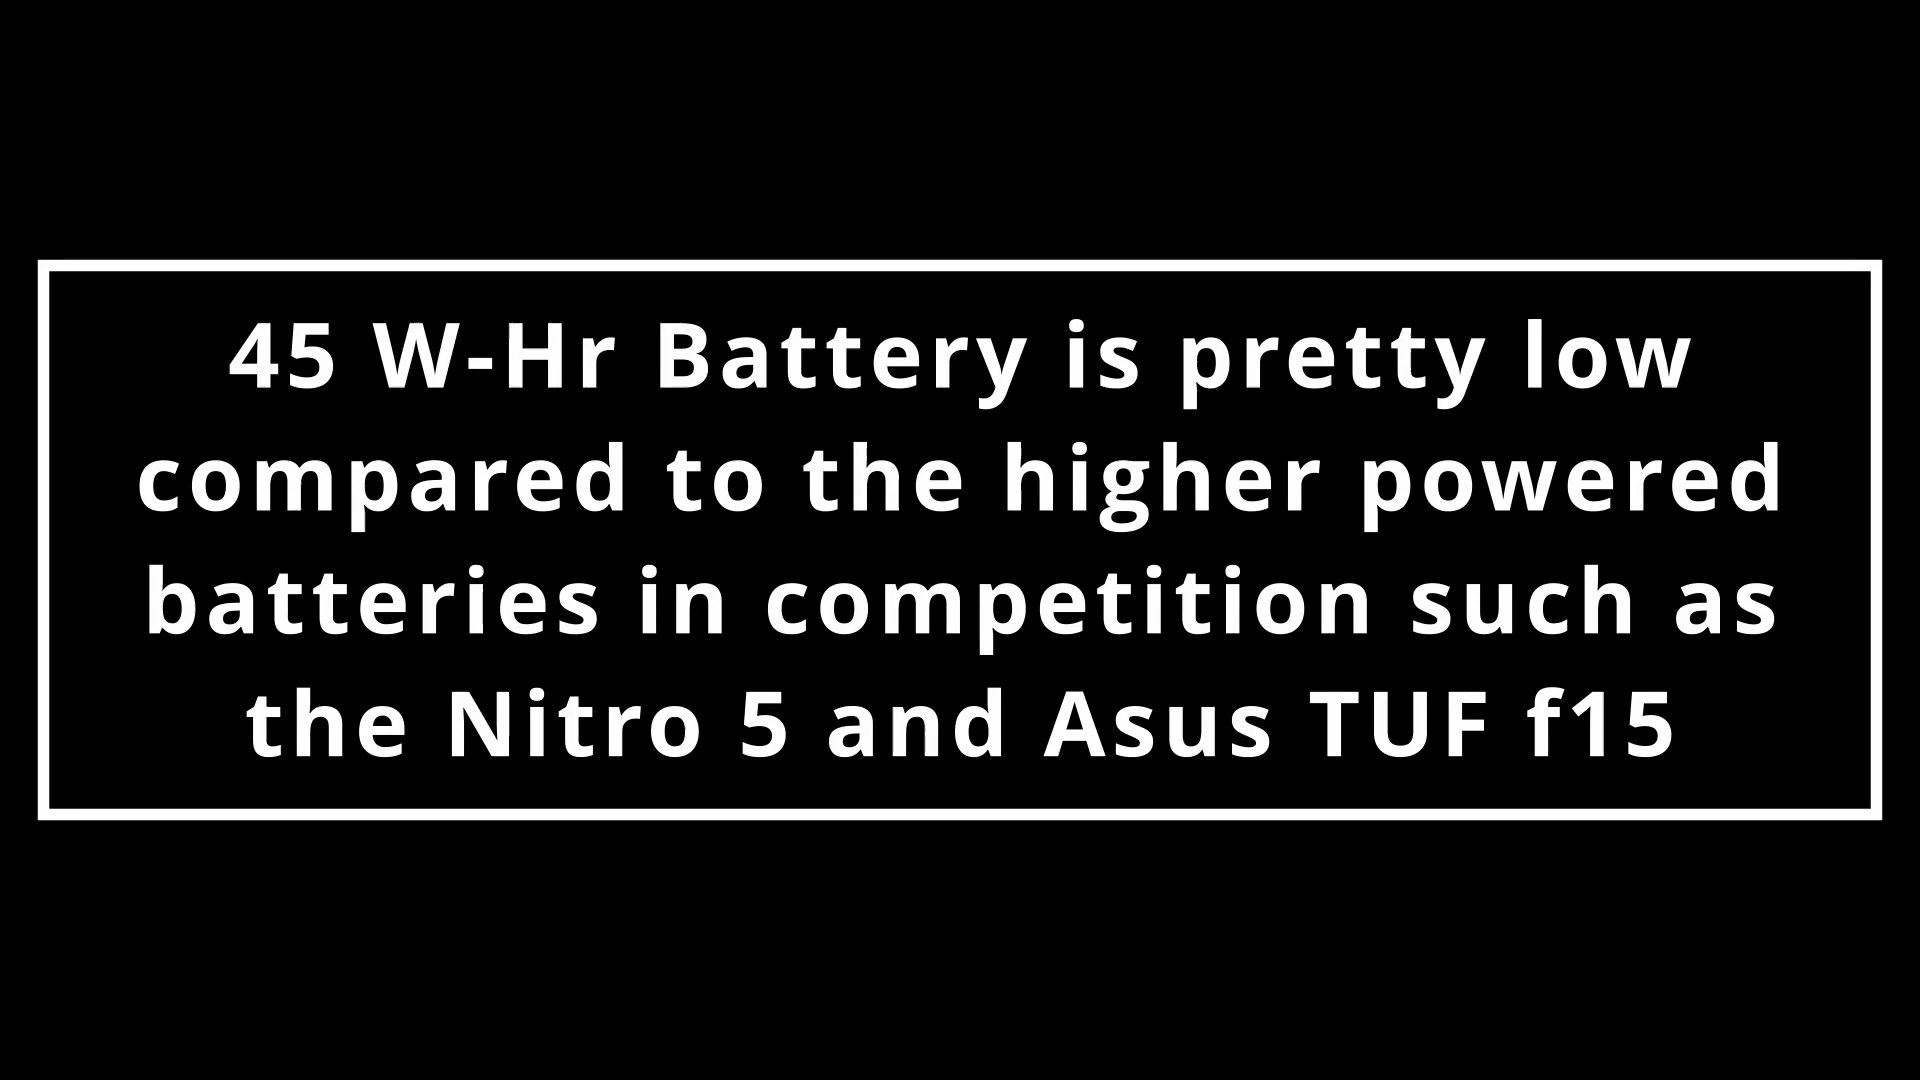 45 W-Hr Battery is pretty low
compared to the higher powered
batteries in competition such as
the Nitro 5 and Asus TUF f15